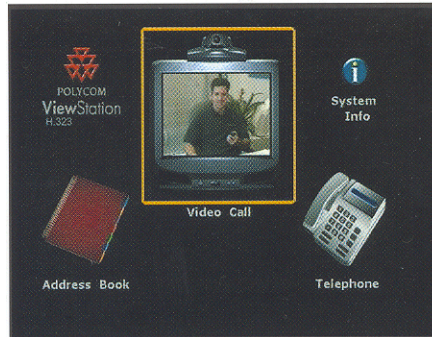 POLYCOM
ViewStation
H.323
System
Info
Video Call
Address Book
Telephone